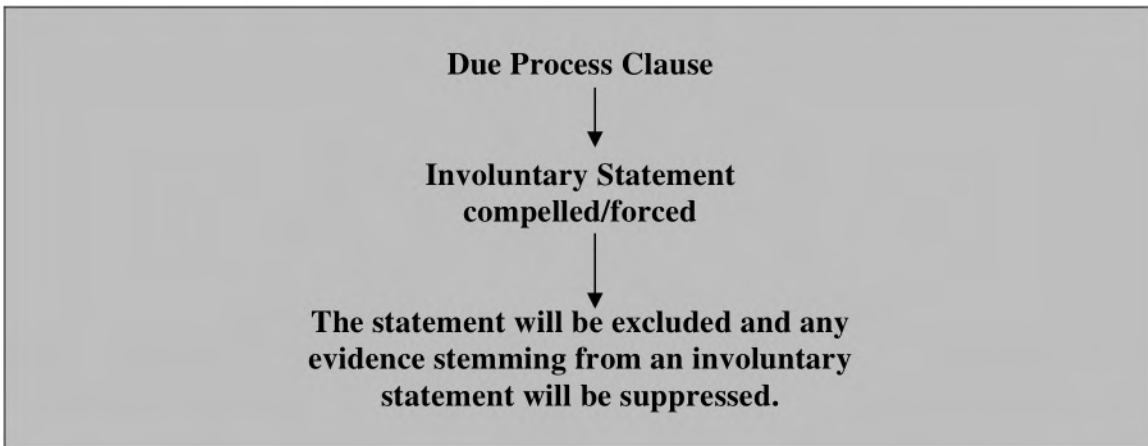 Due Process Clause
Involuntary Statement
compelled/forced
The statement will be excluded and any
evidence stemming from an involuntary
statement will be suppressed.